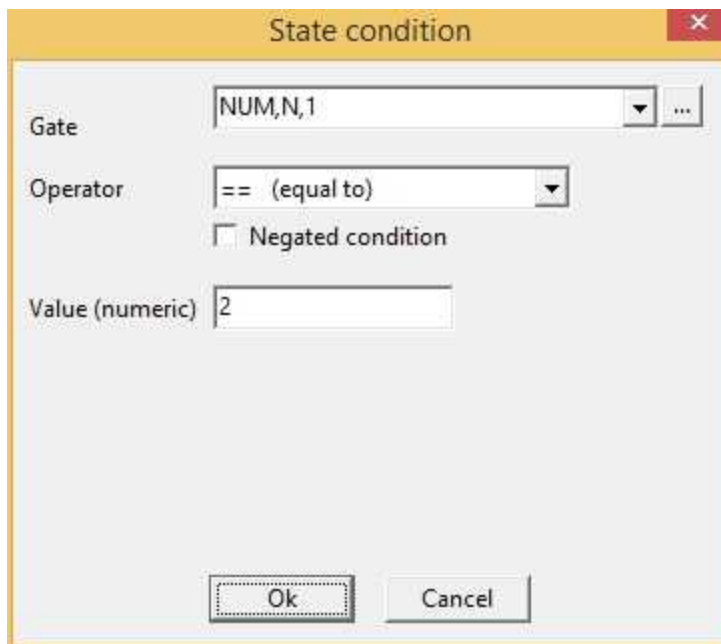 State condition
Gate NUM,N,1 ...
Operator == (equal to)
Negated condition
Value (numeric) 2
Ok Cancel